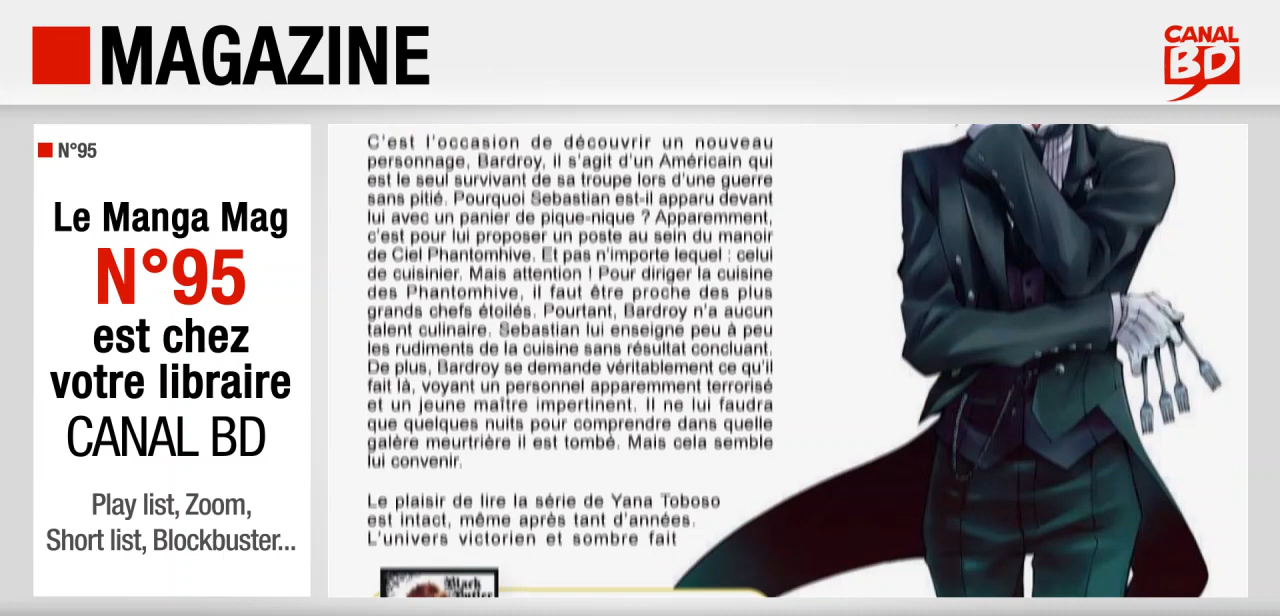 MAGAZINE
CANAL
BD
N°95
Le Manga Mag
N°95
est chez
votre libraire
CANAL BD
Play list, Zoom,
Short list, Blockbuster...
C'est l'occasion de découvrir un nouveau
personnage, Bardroy, il s'agit d'un Américain qui
est le seul survivant de sa troupe lors d'une guerre
sans pitié. Pourquoi Sebastian est-il apparu devant
lui avec un panier de pique-nique ? Apparemment,
c'est pour lui proposer un poste au sein du manoir
de Ciel Phantomhive. Et pas n'importe lequel : celui
de cuisinier. Mais attention ! Pour diriger la cuisine
des Phantomhive, il faut être proche des plus
grands chefs étoilés. Pourtant, Bardroy n'a aucun
talent culinaire. Sebastian lui enseigne peu à peu
les rudiments de la cuisine sans résultat concluant.
De plus, Bardroy se demande véritablement ce qu'il
fait là, voyant un personnel apparemment terrorisé
et un jeune maître impertinent. Il ne lui faudra
que quelques nuits pour comprendre dans quelle
galère meurtrière il est tombé. Mais cela semble
lui convenir.
Le plaisir de lire la série de Yana Toboso
est intact, même après tant d'années.
L'univers victorien et sombre fait
Black
Butler